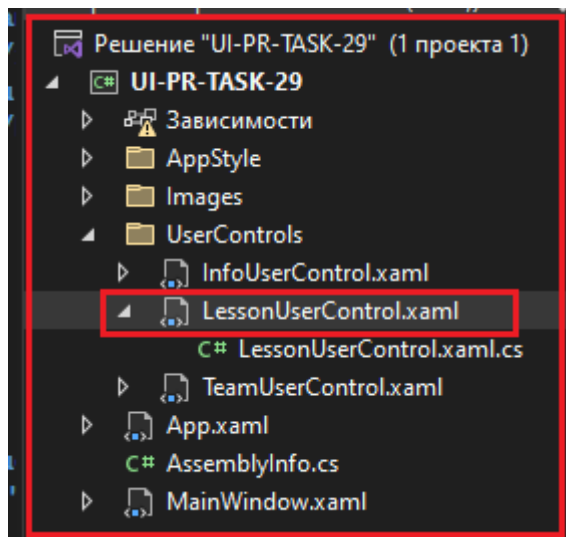 Решение "UI-PR-TASK-29" (1 проекта 1)
C# UI-PR-TASK-29
Зависимости
AppStyle
Images
UserControls
InfoUserControl.xaml
LessonUserControl.xaml
C# LessonUserControl.xaml.cs
TeamUserControl.xaml
App.xaml
C# AssemblyInfo.cs
MainWindow.xaml